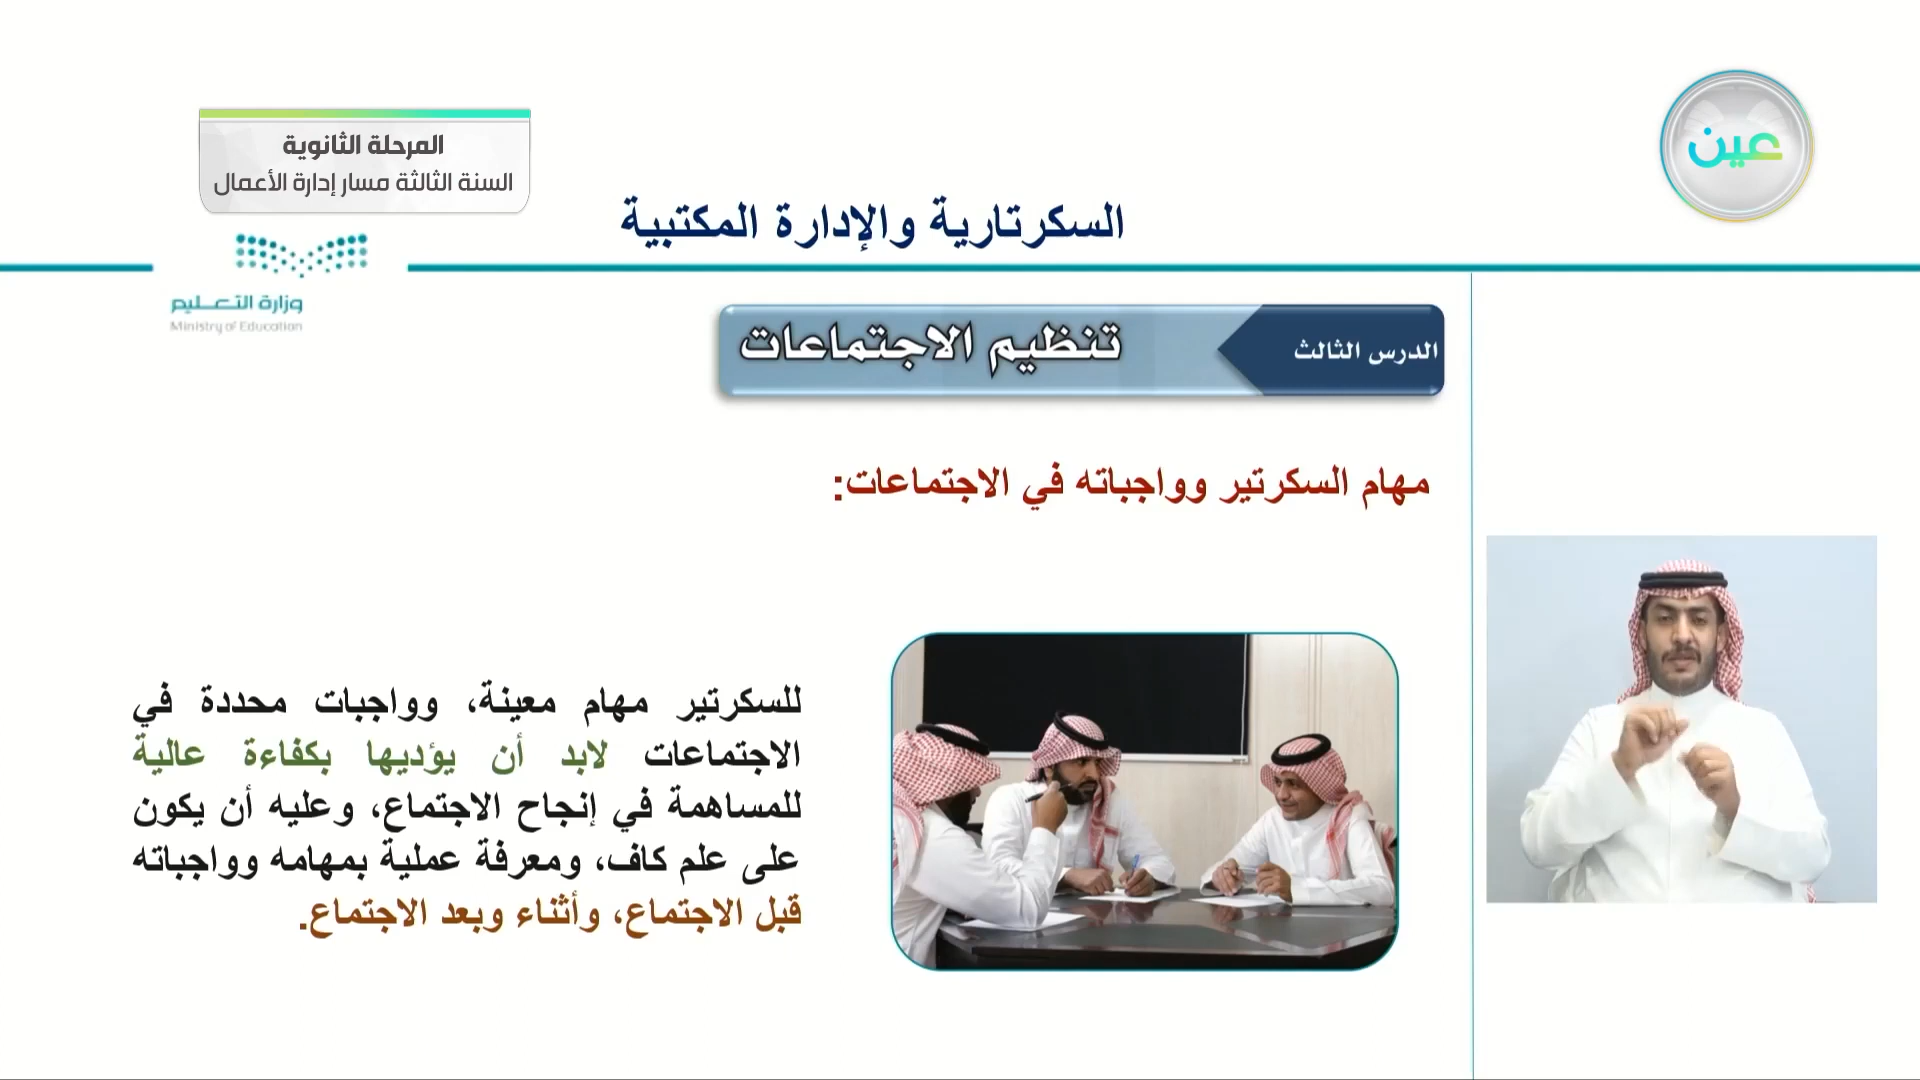 عين
المرحلة الثانوية
السنة الثالثة مسار إدارة الأعمال
السكرتارية والإدارة المكتبية
وزارة التعليم
Ministry of Education
الدرس الثالث
تنظيم الاجتماعات
مهام السكرتير وواجباته في الاجتماعات:
للسكرتير مهام معينة، وواجبات محددة في
الاجتماعات لابد أن يؤديها بكفاءة عالية
للمساهمة في إنجاح الاجتماع، وعليه أن يكون
على علم كاف، ومعرفة عملية بمهامه وواجباته
قبل الاجتماع، وأثناء وبعد الاجتماع.